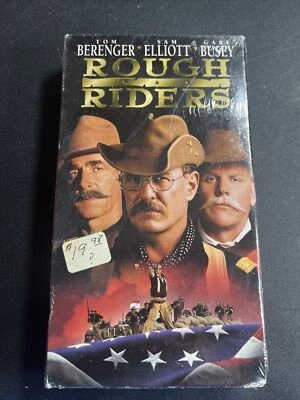 TOM SAM GARY
BERENGER ★ ELLIOTT ★ BUSEY
ROUGH
RIDERS
$19.98
?